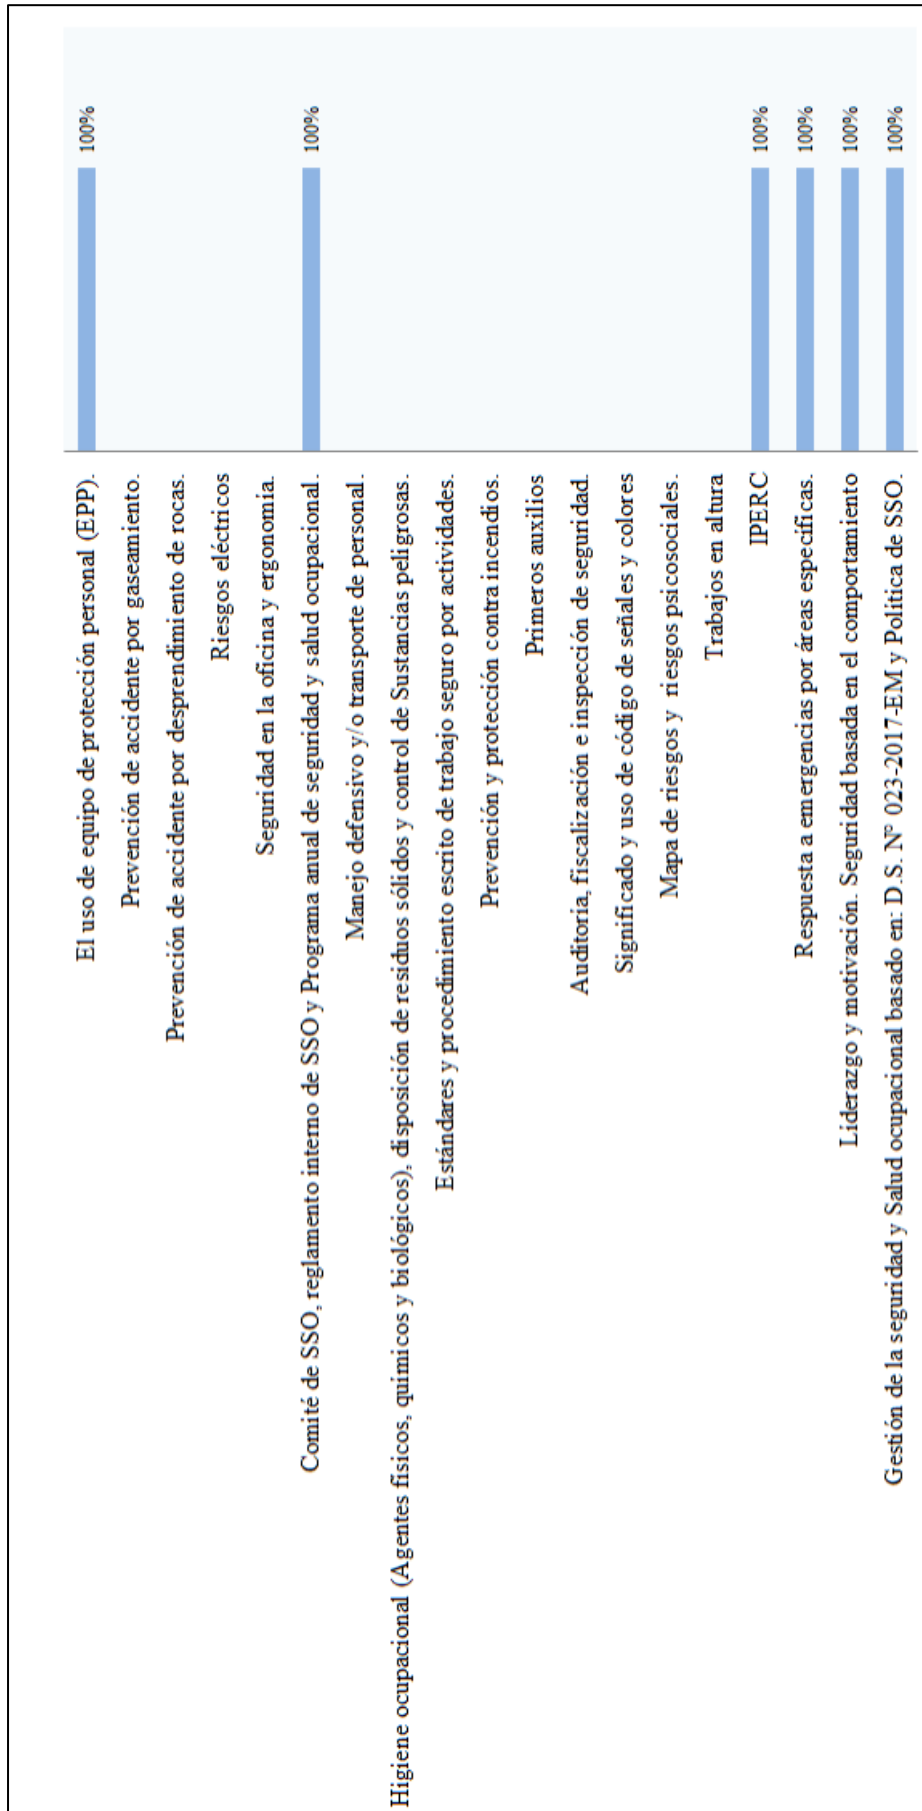 El uso de equipo de protección personal (EPP). 100%
Prevención de accidente por gaseamiento.
Prevención de accidente por desprendimiento de rocas.
Riesgos eléctricos
Seguridad en la oficina y ergonomia.
Comité de SSO, reglamento interno de SSO y Programa anual de seguridad y salud ocupacional. 100%
Manejo defensivo y/o transporte de personal.
Higiene ocupacional (Agentes físicos, químicos y biológicos), disposición de residuos sólidos y control de Sustancias peligrosas.
Estándares y procedimiento escrito de trabajo seguro por actividades.
Prevención y protección contra incendios.
Primeros auxilios
Auditoria, fiscalización e inspección de seguridad.
Significado y uso de código de señales y colores
Mapa de riesgos y riesgos psicosociales.
Trabajos en altura
IPERC 100%
Respuesta a emergencias por áreas específicas. 100%
Liderazgo y motivación. Seguridad basada en el comportamiento 100%
Gestión de la seguridad y Salud ocupacional basado en: D.S. Nº 023-2017-EM y Política de SSO. 100%